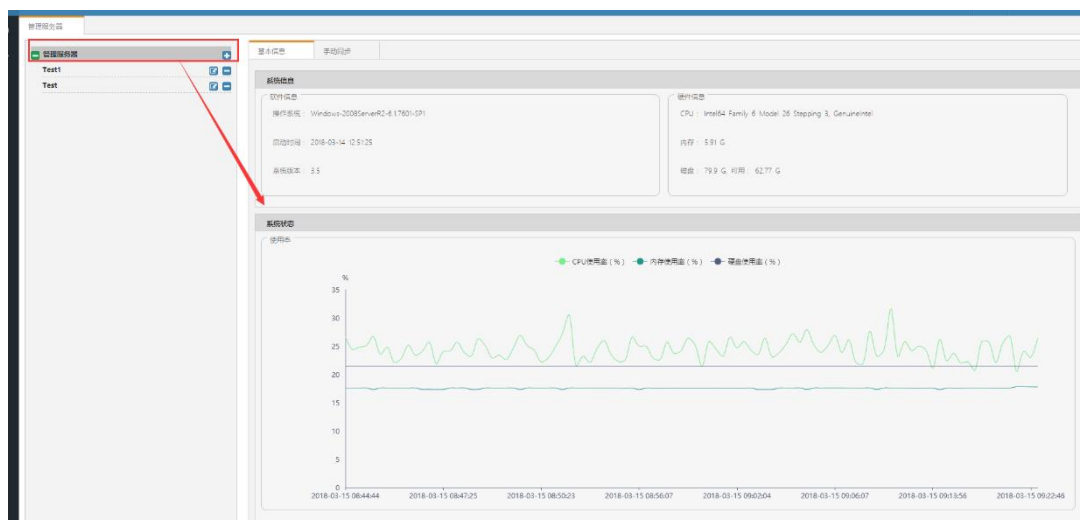 管理服务器
管理服务器
Test1
Test
基本信息 手动同步
系统信息
软件信息
操作系统： Windows-2008ServerR2-6.1.7601-SP1
启动时间： 2018-03-14 12:51:25
系统版本： 3.5
硬件信息
CPU： Intel64 Family 6 Model 26 Stepping 3, GenuineIntel
内存： 5.91 G
硬盘： 79.9 G, 可用： 62.77 G
系统状态
使用率
CPU使用率（%） 内存使用率（%） 硬盘使用率（%）
%
35
30
25
20
15
10
5
0
2018-03-15 08:44:44 2018-03-15 08:47:25 2018-03-15 08:50:23 2018-03-15 08:56:07 2018-03-15 09:02:04 2018-03-15 09:06:07 2018-03-15 09:13:56 2018-03-15 09:22:46